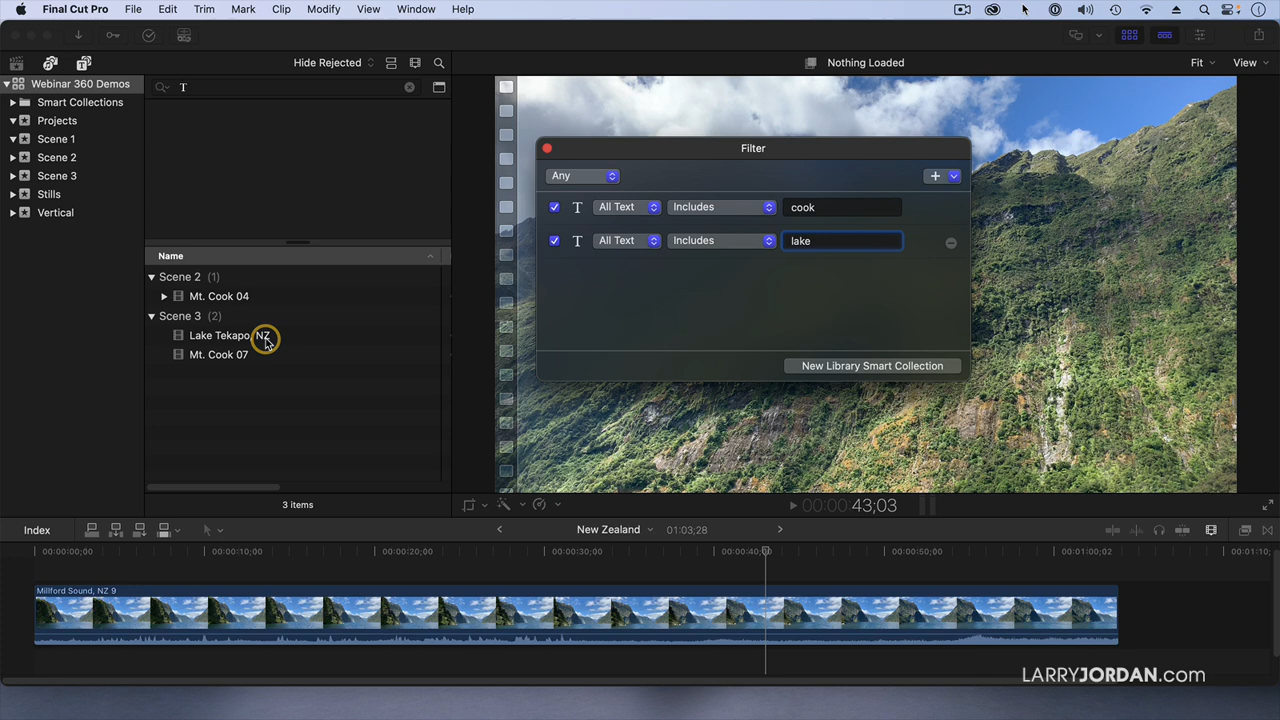 Final Cut Pro File Edit Trim Mark Clip Modify View Window Help
Hide Rejected
Nothing Loaded
Fit View
Webinar 360 Demos
T
Smart Collections
Projects
Scene 1
Scene 2
Scene 3
Stills
Vertical
Name
Scene 2 (1)
Mt. Cook 04
Scene 3 (2)
Lake Tekapo, NZ
Mt. Cook 07
3 items
Filter
Any
T All Text Includes cook
T All Text Includes lake
New Library Smart Collection
00:00:43;03
Index
New Zealand 01:03;28
00:00:00;00 00:00:10;00 00:00:20;00 00:00:30;00 00:00:40;00 00:00:50;00 00:01:00;02 00:01:10;
Millford Sound, NZ 9
LARRYJORDAN.com